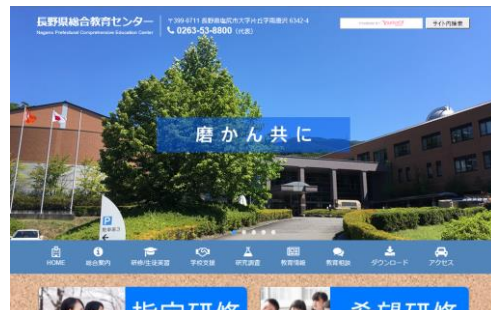 長野県総合教育センター
Nagano Prefectural Comprehensive Education Center
〒399-0711 長野県塩尻市大字片丘字南唐沢 6342-4
0263-53-8800 (代表)
サイト内検索
磨かん共に
P
HOME
総合案内
研修/生徒実習
学校支援
研究調査
教育情報
教育相談
ダウンロード
アクセス
指定研修
希望研修